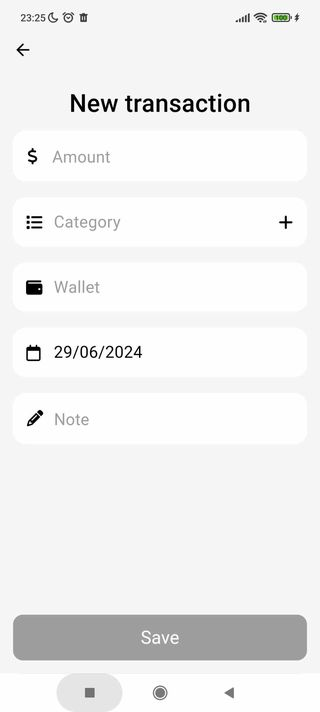 23:25
100
New transaction
Amount
Category
Wallet
29/06/2024
Note
Save